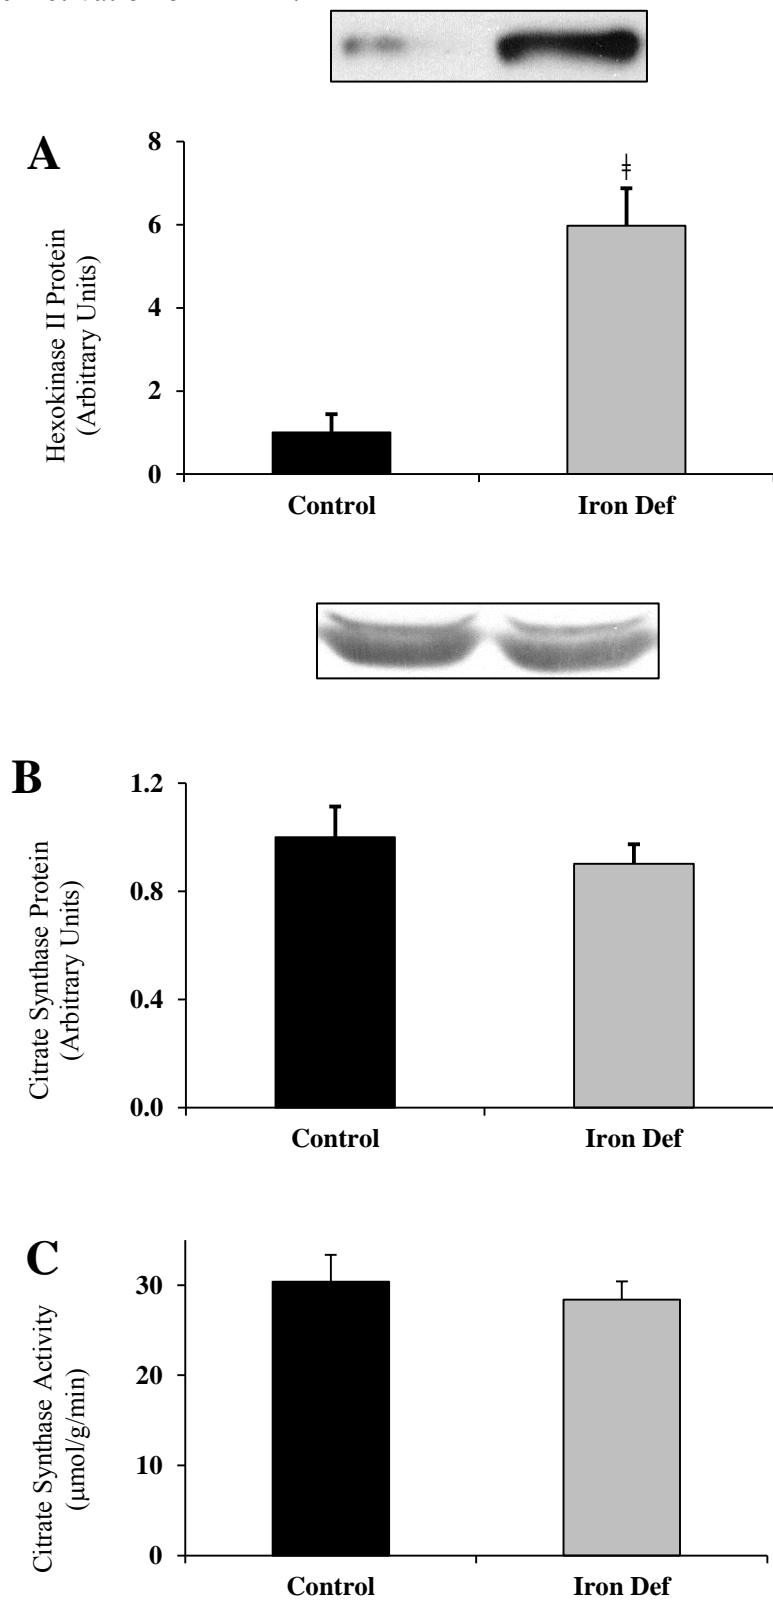 A
Hexokinase II Protein
(Arbitrary Units)
8
6
4
2
0
ǂ
Control Iron Def
B
Citrate Synthase Protein
(Arbitrary Units)
1.2
0.8
0.4
0.0
Control Iron Def
C
Citrate Synthase Activity
(μmol/g/min)
30
20
10
0
Control Iron Def